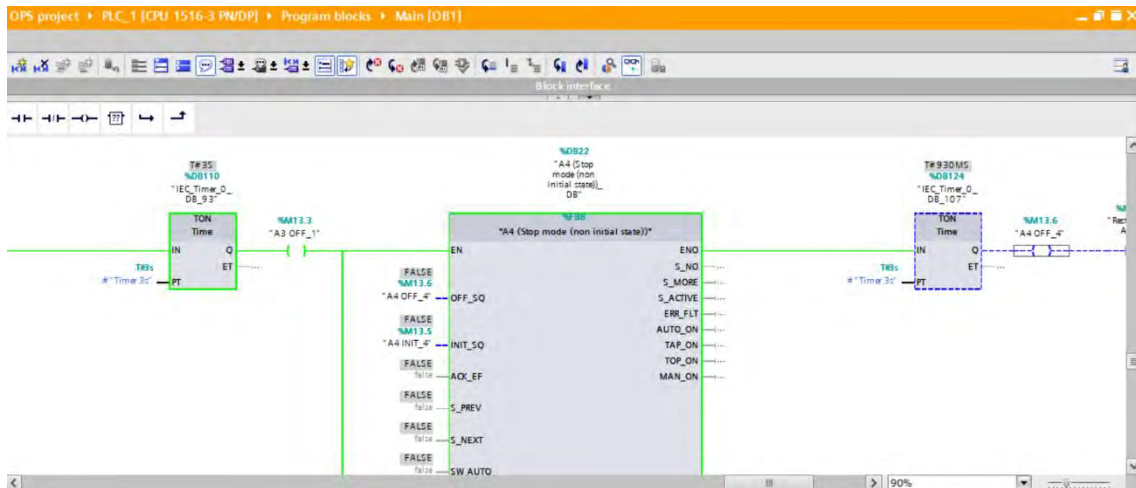 OPS project ▸ PLC_1 [CPU 1516-3 PN/DP] ▸ Program blocks ▸ Main [OB1]
Block interface
T#3S
%DB110
"IEC_Timer_0_
DB_93"
TON
Time
IN
Q
ET
T#3s
#"Timer 3s"
PT
%M13.3
"A3 OFF_1"
%DB22
"A4 (Stop
mode (non
initial state))_
DB"
%FB8
"A4 (Stop mode (non initial state))"
EN
ENO
S_NO
S_MORE
S_ACTIVE
ERR_FLT
AUTO_ON
TAP_ON
TOP_ON
MAN_ON
FALSE
%M13.6
"A4 OFF_4"
OFF_SQ
FALSE
%M13.5
"A4 INIT_4"
INIT_SQ
FALSE
false
ACK_EF
FALSE
false
S_PREV
FALSE
false
S_NEXT
FALSE
false
SW AUTO
T#930MS
%DB124
"IEC_Timer_0_
DB_107"
TON
Time
IN
Q
ET
T#3s
#"Timer 3s"
PT
%M13.6
"A4 OFF_4"
90%